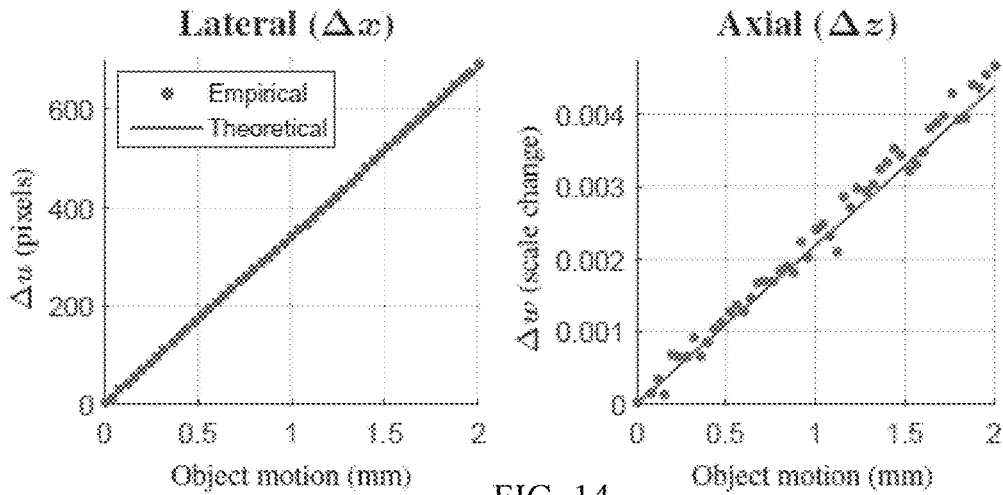 Lateral (Δx)
Empirical
Theoretical
600
400
200
0
Δu (pixels)
0 0.5 1 1.5 2
Object motion (mm)
Axial (Δz)
0.004
0.003
0.002
0.001
0
Δw (scale change)
0 0.5 1 1.5 2
Object motion (mm)
FIG. 14